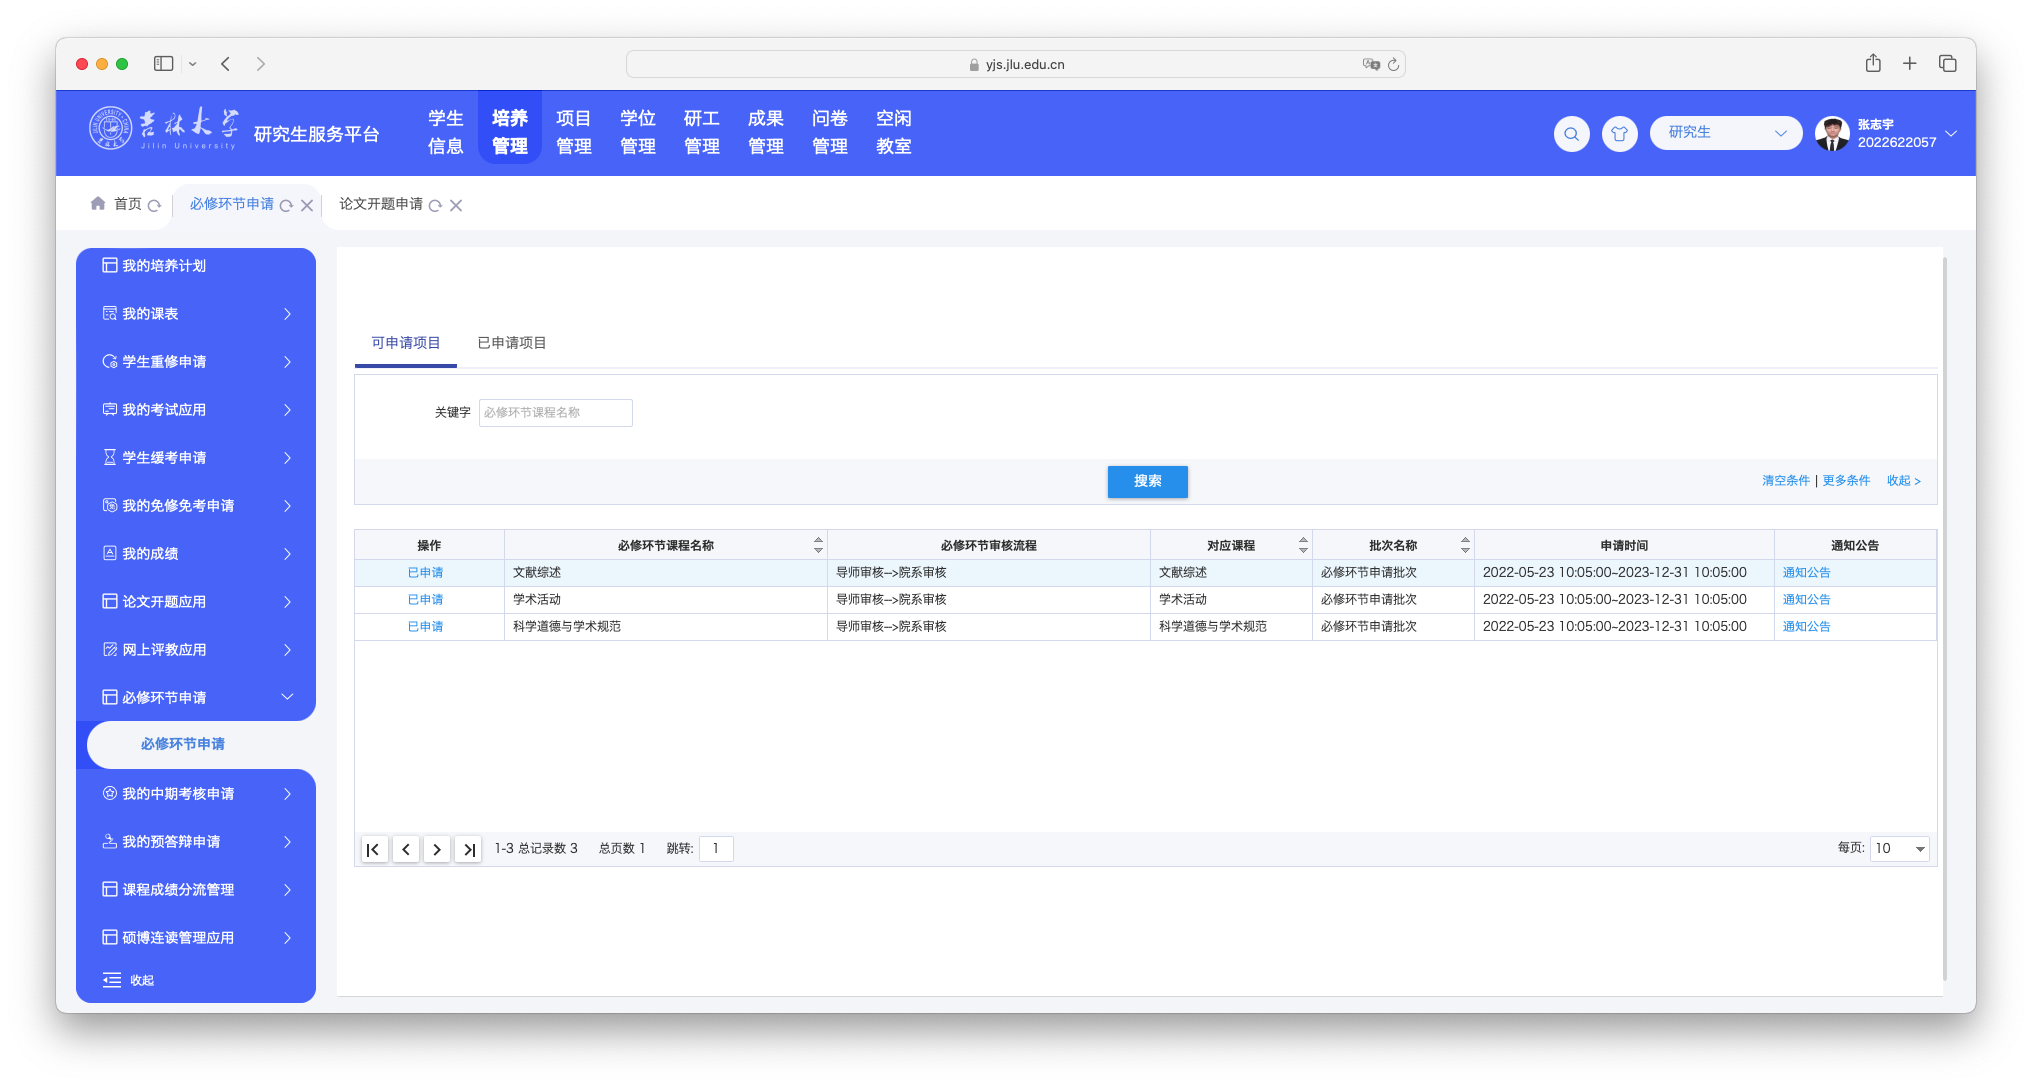 yjs.jlu.edu.cn
吉林大学
Jilin University
研究生服务平台
学生信息
培养管理
项目管理
学位管理
研工管理
成果管理
问卷管理
空闲教室
研究生
张志宇
2022622057
首页
必修环节申请
论文开题申请
我的培养计划
我的课表
学生重修申请
我的考试应用
学生缓考申请
我的免修免考申请
我的成绩
论文开题应用
网上评教应用
必修环节申请
必修环节申请
我的中期考核申请
我的预答辩申请
课程成绩分流管理
硕博连读管理应用
收起
可申请项目 已申请项目
关键字 必修环节课程名称
搜索
清空条件 | 更多条件 收起 >
操作 必修环节课程名称 必修环节审核流程 对应课程 批次名称 申请时间 通知公告
已申请 文献综述 导师审核-->院系审核 文献综述 必修环节申请批次 2022-05-23 10:05:00~2023-12-31 10:05:00 通知公告
已申请 学术活动 导师审核-->院系审核 学术活动 必修环节申请批次 2022-05-23 10:05:00~2023-12-31 10:05:00 通知公告
已申请 科学道德与学术规范 导师审核-->院系审核 科学道德与学术规范 必修环节申请批次 2022-05-23 10:05:00~2023-12-31 10:05:00 通知公告
1-3 总记录数 3 总页数 1 跳转: 1
每页: 10